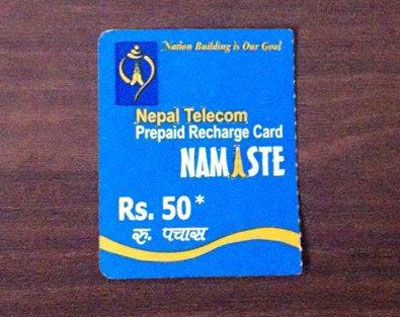 Nation Building is Our Goal
Nepal Telecom
Prepaid Recharge Card
NAMASTE
Rs. 50*
रु. पचास